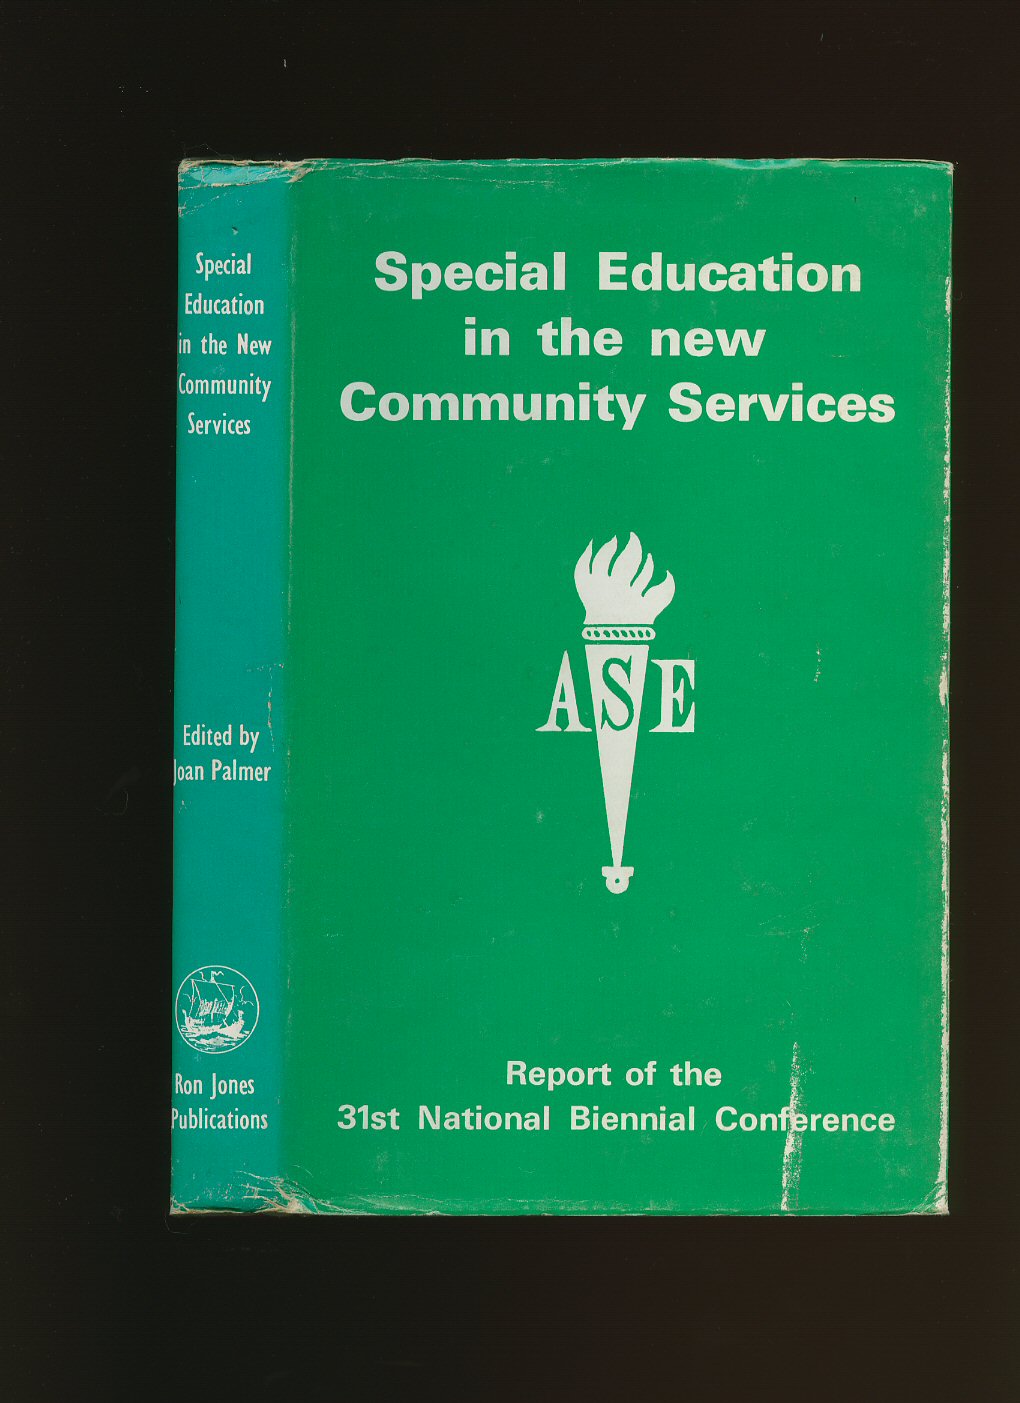 Special
Education
in the New
Community
Services
Edited by
Joan Palmer
Ron Jones
Publications
Special Education
in the new
Community Services
ASE
Report of the
31st National Biennial Conference